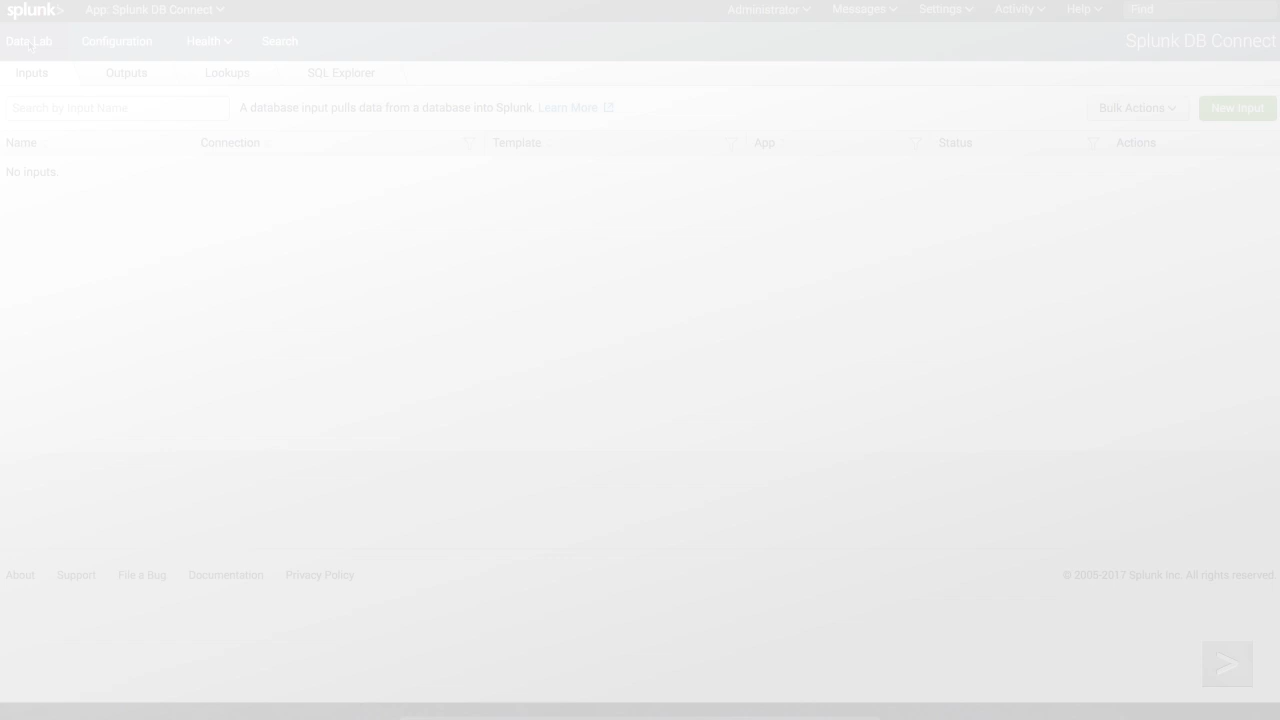 splunk> App: Splunk DB Connect Administrator Messages Settings Activity Help Find
Data Lab Configuration Health Search Splunk DB Connect
Inputs Outputs Lookups SQL Explorer
Search by Input Name A database input pulls data from a database into Splunk. Learn More Bulk Actions New Input
Name Connection Template App Status Actions
No inputs.
About Support File a Bug Documentation Privacy Policy © 2005-2017 Splunk Inc. All rights reserved.
>